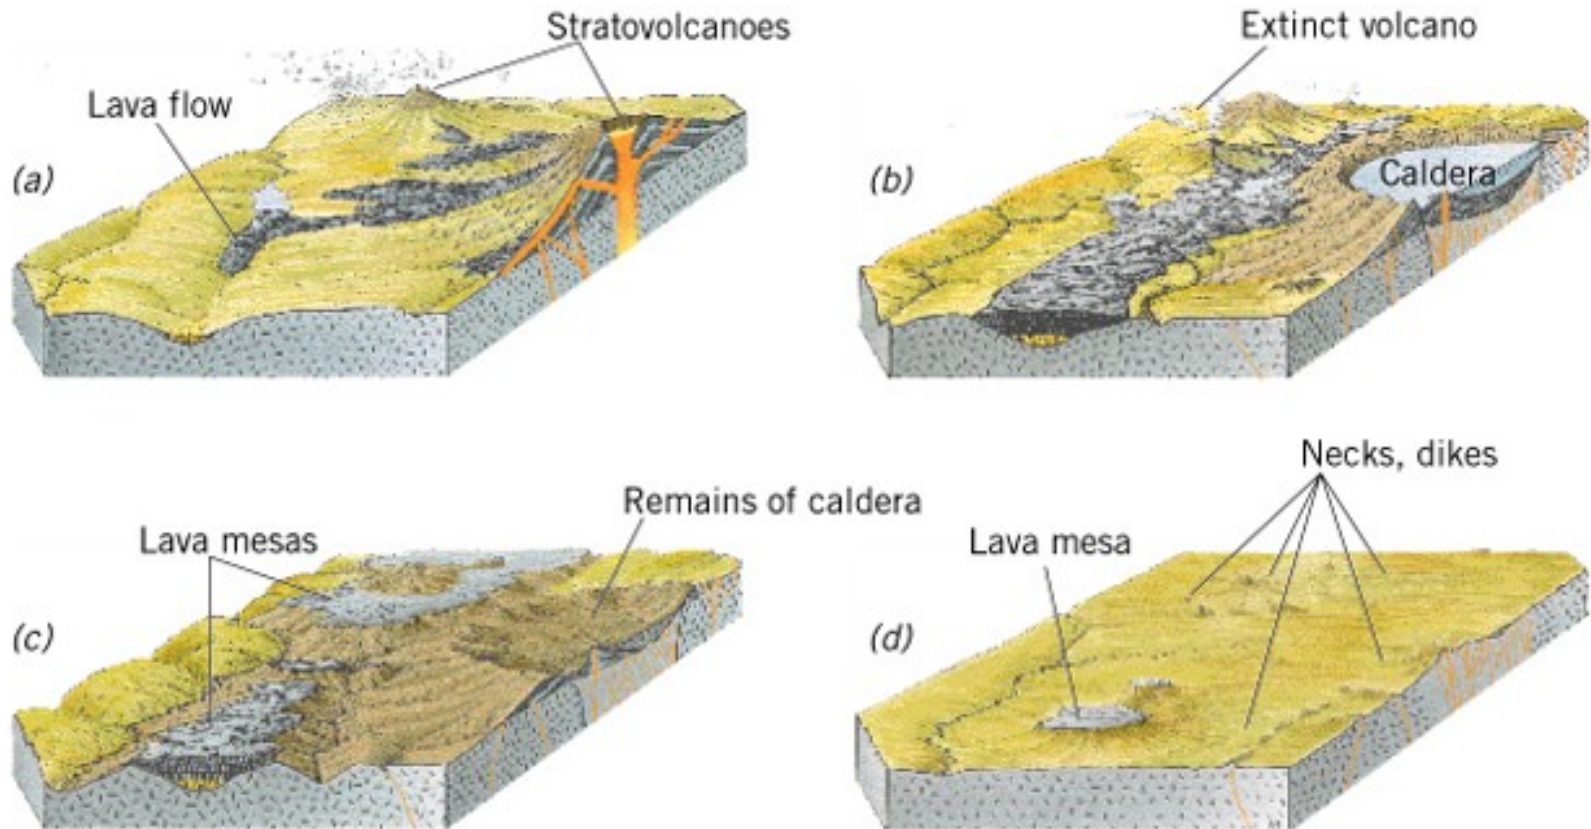 Stratovolcanoes
Lava flow
(a)
Extinct volcano
Caldera
(b)
Remains of caldera
Lava mesas
(c)
Necks, dikes
Lava mesa
(d)